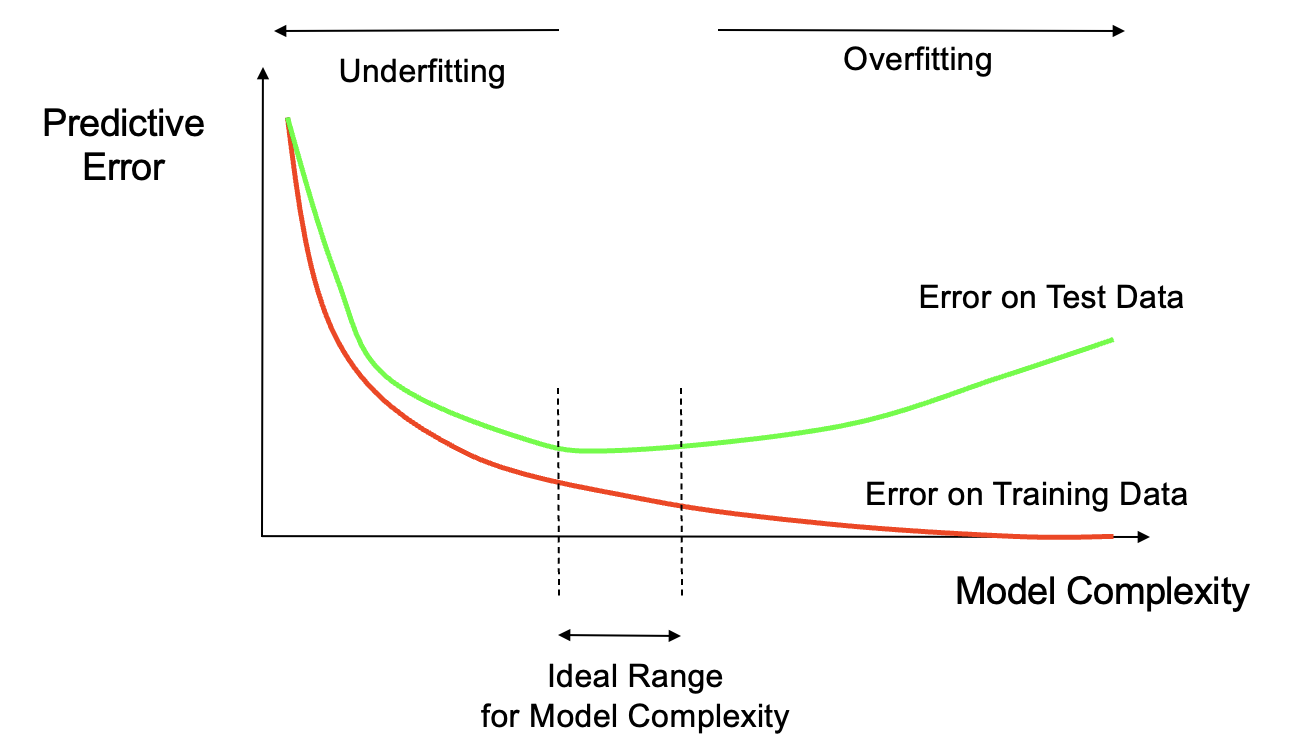 Underfitting
Overfitting
Predictive
Error
Error on Test Data
Error on Training Data
Model Complexity
Ideal Range
for Model Complexity